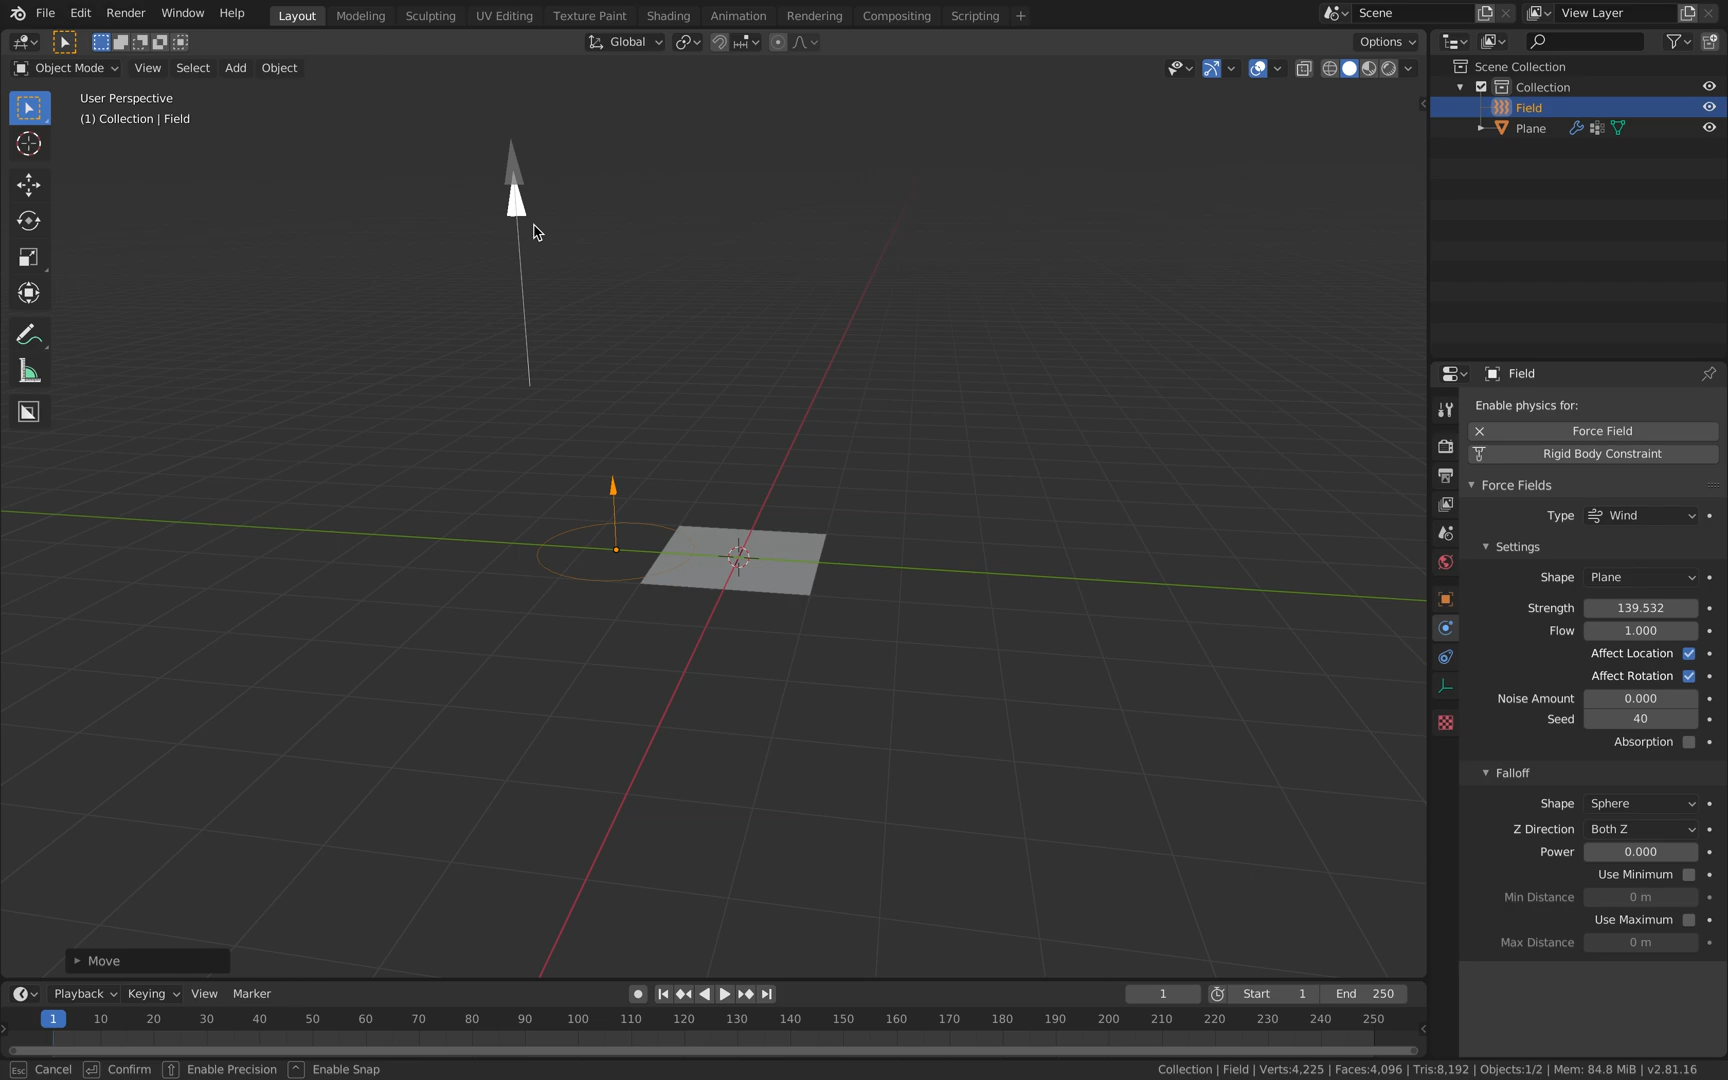 File Edit Render Window Help Layout Modeling Sculpting UV Editing Texture Paint Shading Animation Rendering Compositing Scripting + Scene View Layer
Global Options
Object Mode View Select Add Object
User Perspective
(1) Collection | Field
Scene Collection
Collection
Field
Plane
Field
Enable physics for:
Force Field
Rigid Body Constraint
Force Fields
Type Wind
Settings
Shape Plane
Strength 139.532
Flow 1.000
Affect Location
Affect Rotation
Noise Amount 0.000
Seed 40
Absorption
Falloff
Shape Sphere
Z Direction Both Z
Power 0.000
Use Minimum
Min Distance 0 m
Use Maximum
Max Distance 0 m
Move
Playback Keying View Marker 1 Start 1 End 250
1 10 20 30 40 50 60 70 80 90 100 110 120 130 140 150 160 170 180 190 200 210 220 230 240 250
Esc Cancel Confirm Enable Precision ^ Enable Snap Collection | Field | Verts:4,225 | Faces:4,096 | Tris:8,192 | Objects:1/2 | Mem: 84.8 MiB | v2.81.16